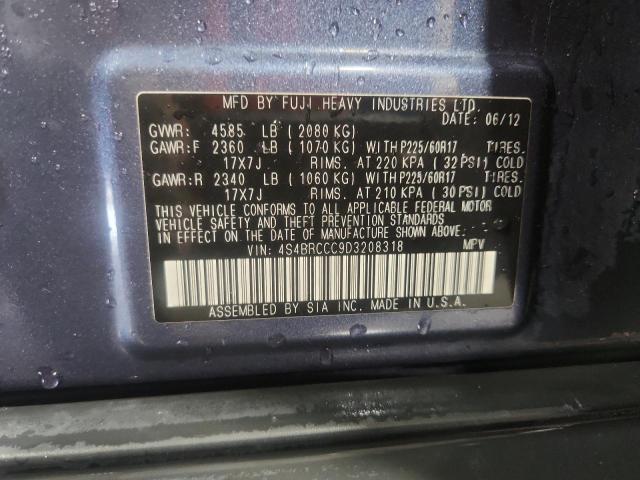 MFD BY FUJI HEAVY INDUSTRIES LTD.
DATE: 06/12
GVWR: 4585 LB (2080 KG)
GAWR:F 2360 LB (1070 KG) WITH P225/60R17 TIRES.
17X7J RIMS. AT 220 KPA (32 PSI) COLD
GAWR:R 2340 LB (1060 KG) WITH P225/60R17 TIRES.
17X7J RIMS. AT 210 KPA (30 PSI) COLD
THIS VEHICLE CONFORMS TO ALL APPLICABLE FEDERAL MOTOR
VEHICLE SAFETY AND THEFT PREVENTION STANDARDS
IN EFFECT ON THE DATE OF MANUFACTURE SHOWN ABOVE.
VIN: 4S4BRCCC9D3208318 MPV
ASSEMBLED BY SIA INC. MADE IN U.S.A.